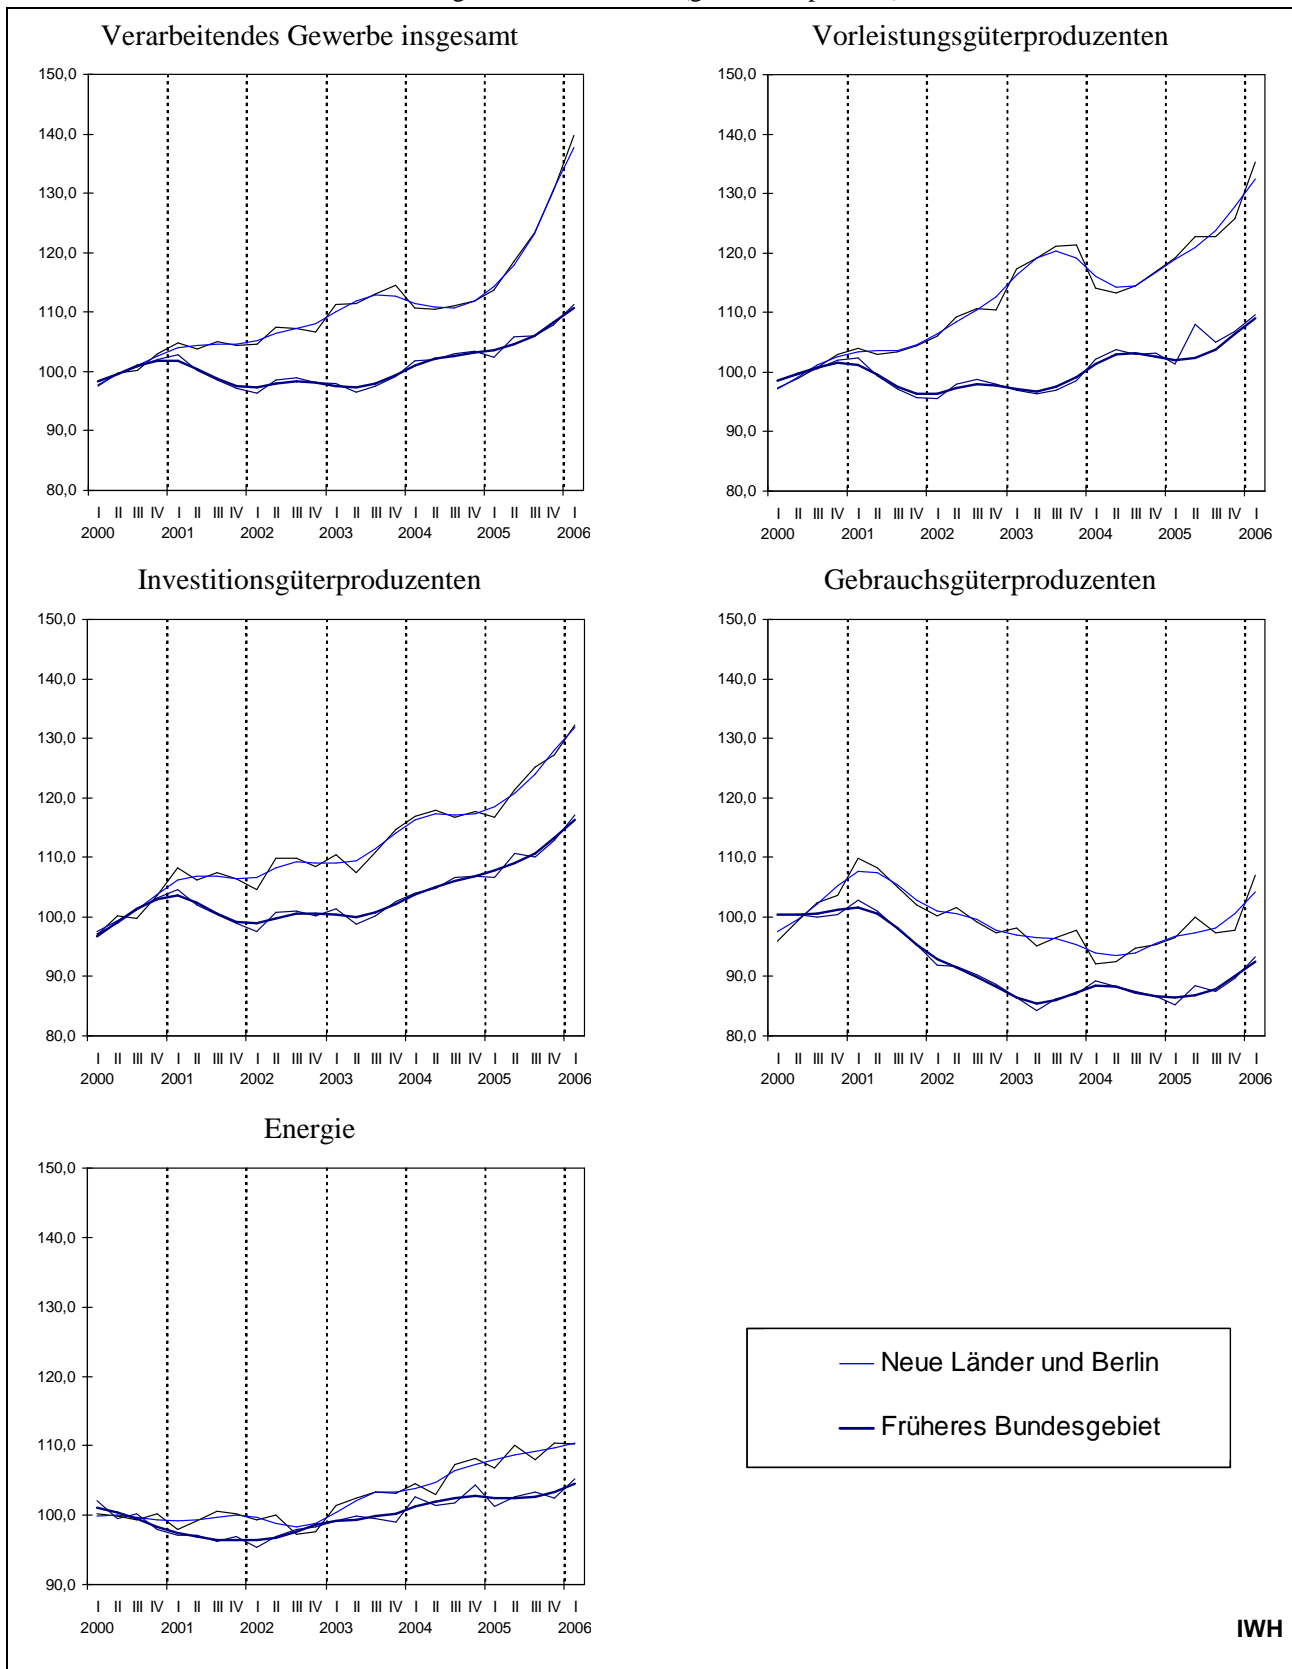 Verarbeitendes Gewerbe insgesamt
150,0
140,0
130,0
120,0
110,0
100,0
90,0
80,0
I II III IV I II III IV I II III IV I II III IV I II III IV I II III IV I
2000 2001 2002 2003 2004 2005 2006
Vorleistungsgüterproduzenten
150,0
140,0
130,0
120,0
110,0
100,0
90,0
80,0
I II III IV I II III IV I II III IV I II III IV I II III IV I II III IV I
2000 2001 2002 2003 2004 2005 2006
Investitionsgüterproduzenten
150,0
140,0
130,0
120,0
110,0
100,0
90,0
80,0
I II III IV I II III IV I II III IV I II III IV I II III IV I II III IV I
2000 2001 2002 2003 2004 2005 2006
Gebrauchsgüterproduzenten
150,0
140,0
130,0
120,0
110,0
100,0
90,0
80,0
I II III IV I II III IV I II III IV I II III IV I II III IV I II III IV I
2000 2001 2002 2003 2004 2005 2006
Energie
150,0
140,0
130,0
120,0
110,0
100,0
90,0
I II III IV I II III IV I II III IV I II III IV I II III IV I II III IV I
2000 2001 2002 2003 2004 2005 2006
Neue Länder und Berlin
Früheres Bundesgebiet
IWH